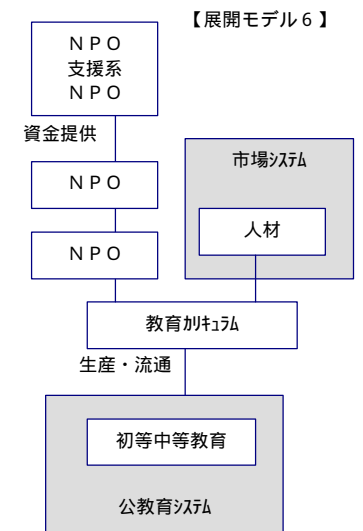 【展開モデル６】
ＮＰＯ
支援系
ＮＰＯ
資金提供
ＮＰＯ
ＮＰＯ
市場ｼｽﾃﾑ
人材
教育ｶﾘｷｭﾗﾑ
生産・流通
初等中等教育
公教育ｼｽﾃﾑ